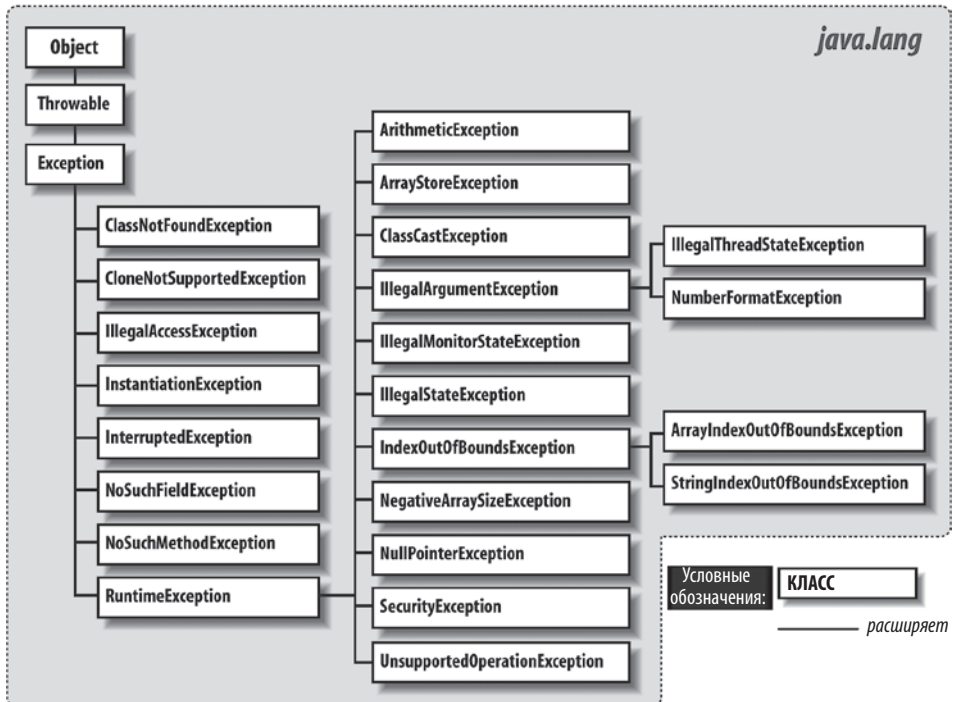 java.lang
Object
Throwable
Exception
ClassNotFoundException
CloneNotSupportedException
IllegalAccessException
InstantiationException
InterruptedException
NoSuchFieldException
NoSuchMethodException
RuntimeException
ArithmeticException
ArrayStoreException
ClassCastException
IllegalArgumentException
IllegalMonitorStateException
IllegalStateException
IndexOutOfBoundsException
NegativeArraySizeException
NullPointerException
SecurityException
UnsupportedOperationException
IllegalThreadStateException
NumberFormatException
ArrayIndexOutOfBoundsException
StringIndexOutOfBoundsException
Условные
обозначения:
КЛАСС
расширяет